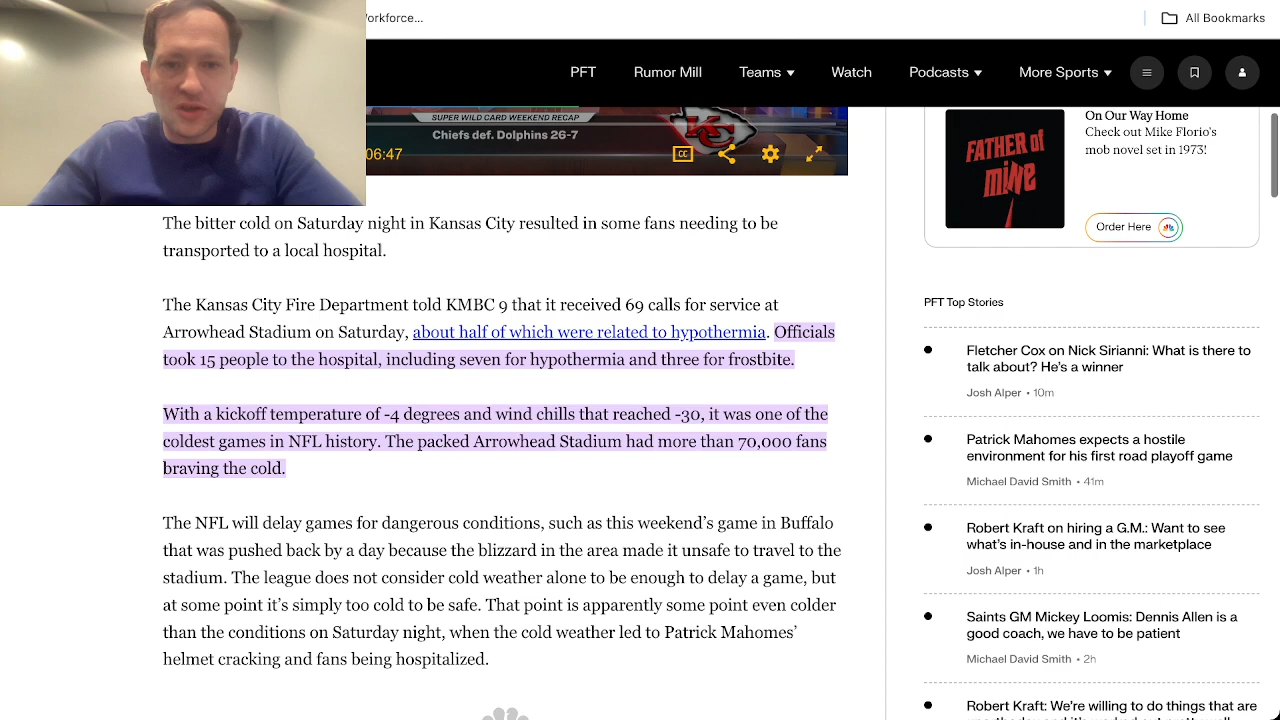 Workforce...
All Bookmarks
PFT
Rumor Mill
Teams
Watch
Podcasts
More Sports
SUPER WILD CARD WEEKEND RECAP
Chiefs def. Dolphins 26-7
KC
06:47
CC
The bitter cold on Saturday night in Kansas City resulted in some fans needing to be
transported to a local hospital.
The Kansas City Fire Department told KMBC 9 that it received 69 calls for service at
Arrowhead Stadium on Saturday, about half of which were related to hypothermia. Officials
took 15 people to the hospital, including seven for hypothermia and three for frostbite.
With a kickoff temperature of -4 degrees and wind chills that reached -30, it was one of the
coldest games in NFL history. The packed Arrowhead Stadium had more than 70,000 fans
braving the cold.
The NFL will delay games for dangerous conditions, such as this weekend's game in Buffalo
that was pushed back by a day because the blizzard in the area made it unsafe to travel to the
stadium. The league does not consider cold weather alone to be enough to delay a game, but
at some point it's simply too cold to be safe. That point is apparently some point even colder
than the conditions on Saturday night, when the cold weather led to Patrick Mahomes'
helmet cracking and fans being hospitalized.
FATHER OF
MINE
On Our Way Home
Check out Mike Florio's
mob novel set in 1973!
Order Here
PFT Top Stories
Fletcher Cox on Nick Sirianni: What is there to
talk about? He's a winner
Josh Alper • 10m
Patrick Mahomes expects a hostile
environment for his first road playoff game
Michael David Smith • 41m
Robert Kraft on hiring a G.M.: Want to see
what's in-house and in the marketplace
Josh Alper • 1h
Saints GM Mickey Loomis: Dennis Allen is a
good coach, we have to be patient
Michael David Smith • 2h
Robert Kraft: We're willing to do things that are